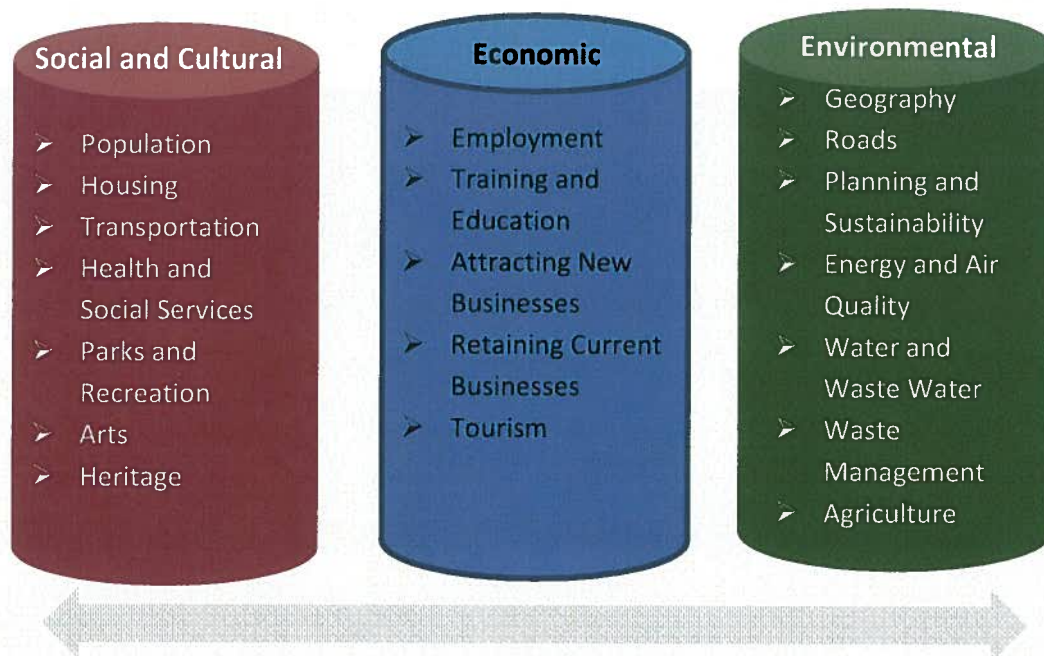 Social and Cultural
➢ Population
➢ Housing
➢ Transportation
➢ Health and
Social Services
➢ Parks and
Recreation
➢ Arts
➢ Heritage
Economic
➢ Employment
➢ Training and
Education
➢ Attracting New
Businesses
➢ Retaining Current
Businesses
➢ Tourism
Environmental
➢ Geography
➢ Roads
➢ Planning and
Sustainability
➢ Energy and Air
Quality
➢ Water and
Waste Water
➢ Waste
Management
➢ Agriculture